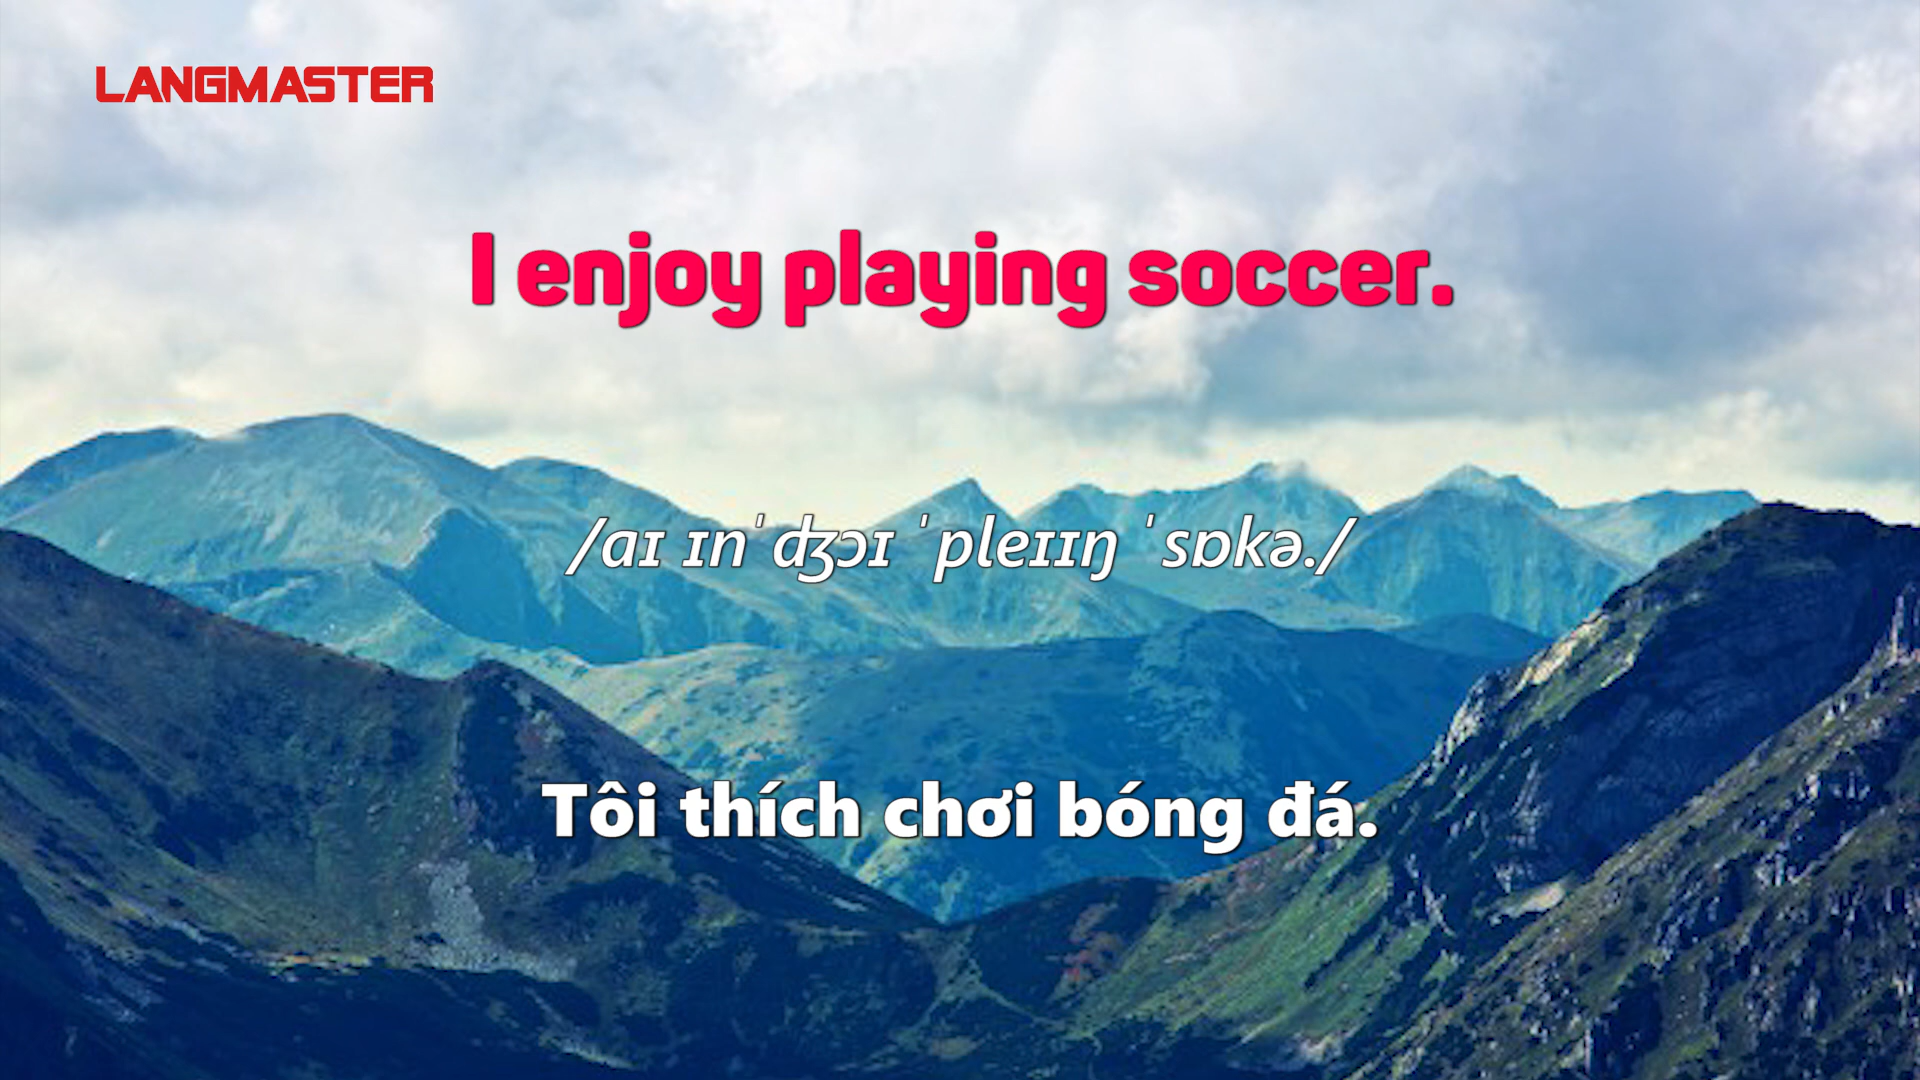 LANGMASTER
I enjoy playing soccer.
/aɪ ɪnˈʤɔɪ ˈpleɪɪŋ ˈsɒkə./
Tôi thích chơi bóng đá.